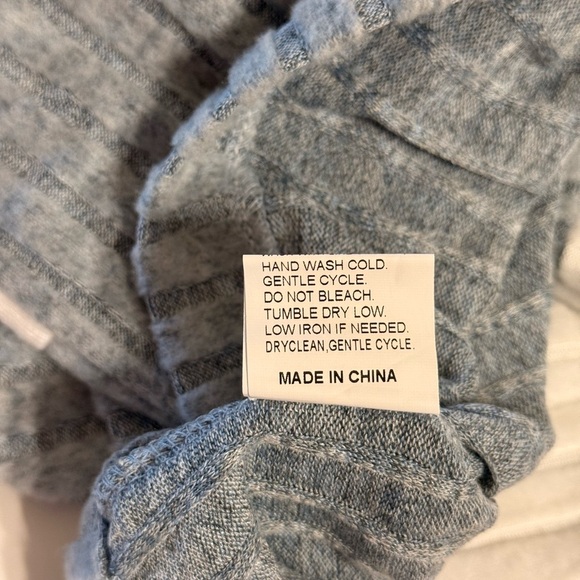 HAND WASH COLD.
GENTLE CYCLE.
DO NOT BLEACH.
TUMBLE DRY LOW.
LOW IRON IF NEEDED.
DRYCLEAN,GENTLE CYCLE.
MADE IN CHINA